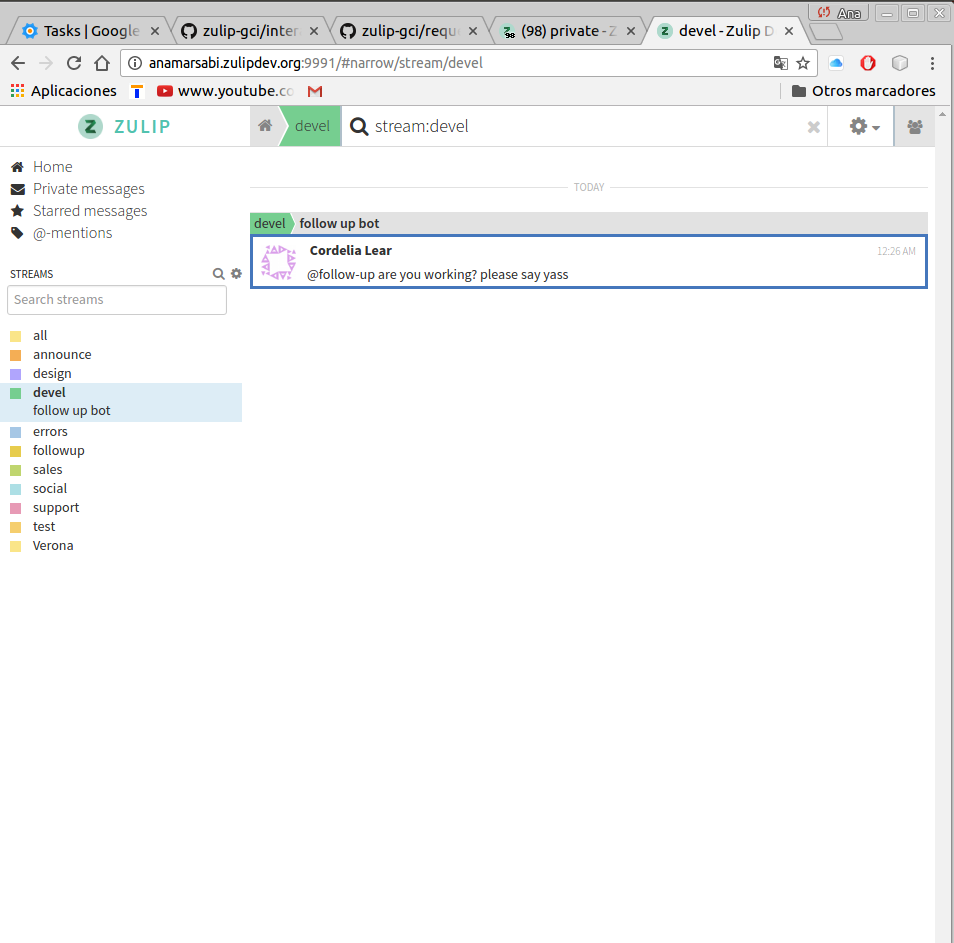 Ana
Tasks | Google
zulip-gci/inter
zulip-gci/requ
(98) private - Z
devel - Zulip D
anamarsabi.zulipdev.org:9991/#narrow/stream/devel
Aplicaciones
www.youtube.co
Otros marcadores
ZULIP
devel
stream:devel
Home
Private messages
Starred messages
@-mentions
STREAMS
Search streams
all
announce
design
devel
follow up bot
errors
followup
sales
social
support
test
Verona
TODAY
devel
follow up bot
Cordelia Lear
12:26 AM
@follow-up are you working? please say yass